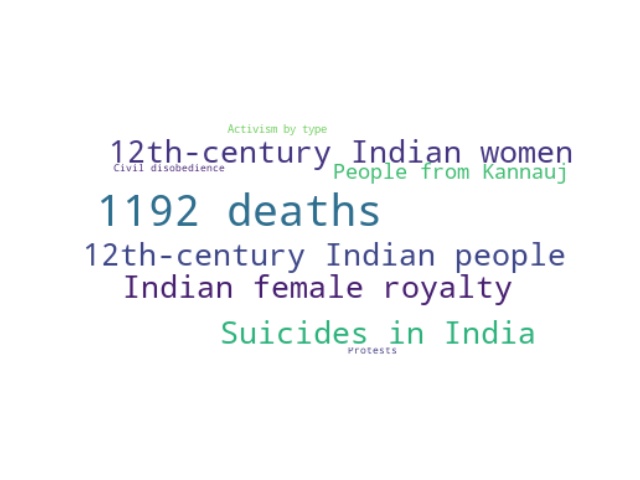 Activism by type
12th-century Indian women
Civil disobedience
People from Kannauj
1192 deaths
12th-century Indian people
Indian female royalty
Suicides in India
Protests